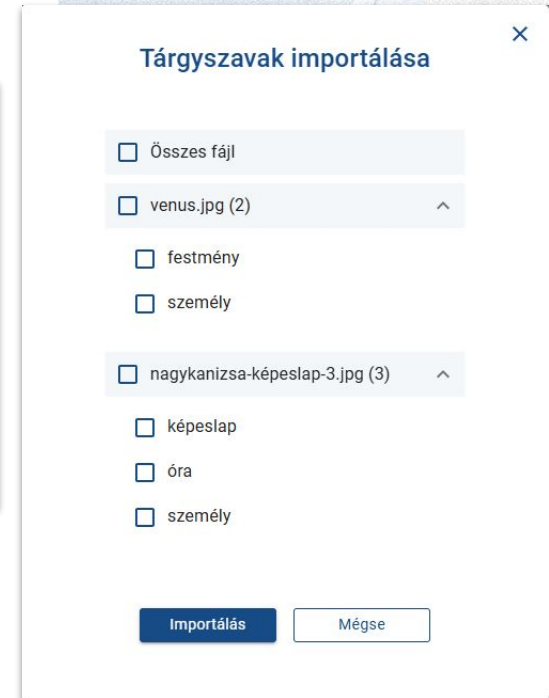 Tárgyszavak importálása
Összes fájl
venus.jpg (2)
festmény
személy
nagykanizsa-képeslap-3.jpg (3)
képeslap
óra
személy
Importálás
Mégse